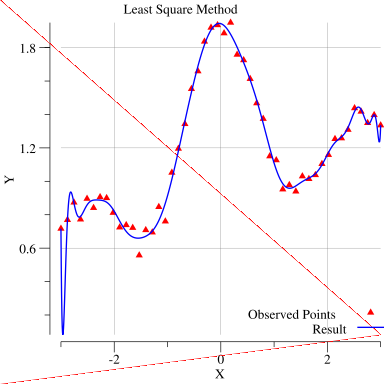 Least Square Method
1.8
1.2
0.6
Y
Observed Points
Result
-2
0
2
X